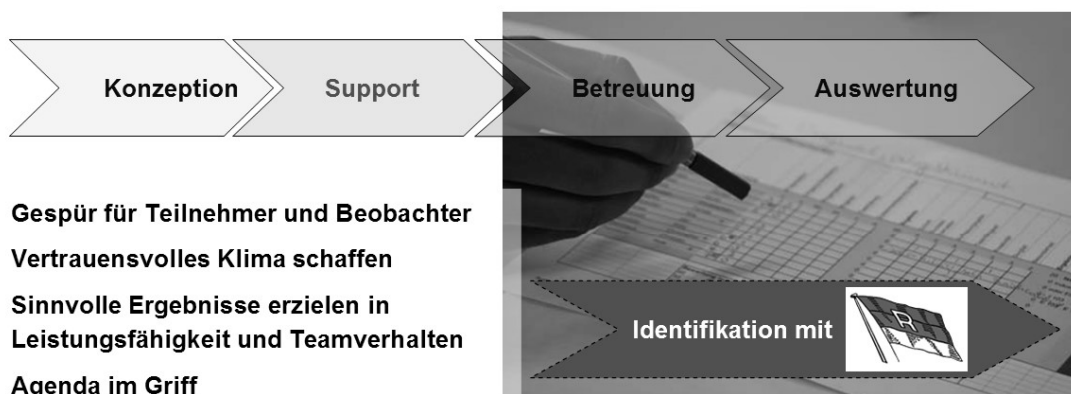 Konzeption
Support
Betreuung
Auswertung
Gespür für Teilnehmer und Beobachter
Vertrauensvolles Klima schaffen
Sinnvolle Ergebnisse erzielen in
Leistungsfähigkeit und Teamverhalten
Agenda im Griff
Identifikation mit
R